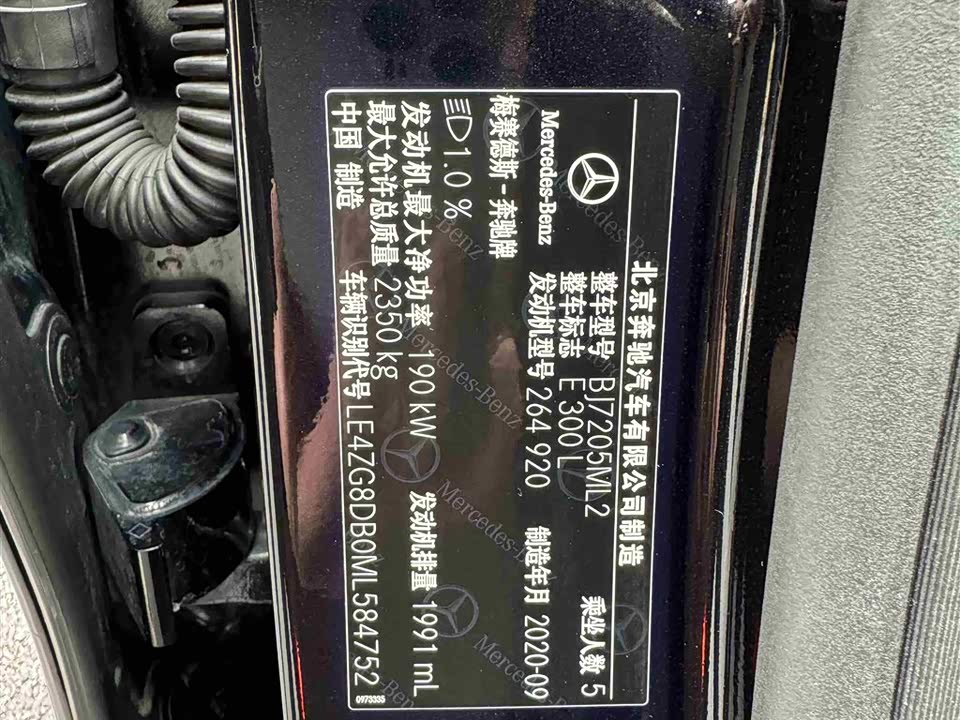 北京奔驰汽车有限公司制造
Mercedes-Benz
梅赛德斯-奔驰牌
整车型号 BJ7205ML2 乘坐人数 5
整车标志 E 300 L
发动机型号 264 920 制造年月 2020-09
1.0 %
发动机最大净功率 190 kW 发动机排量 1991 mL
最大允许总质量 2350 kg
中国 制造 车辆识别代号 LE4ZG8DB0ML584752
0973335